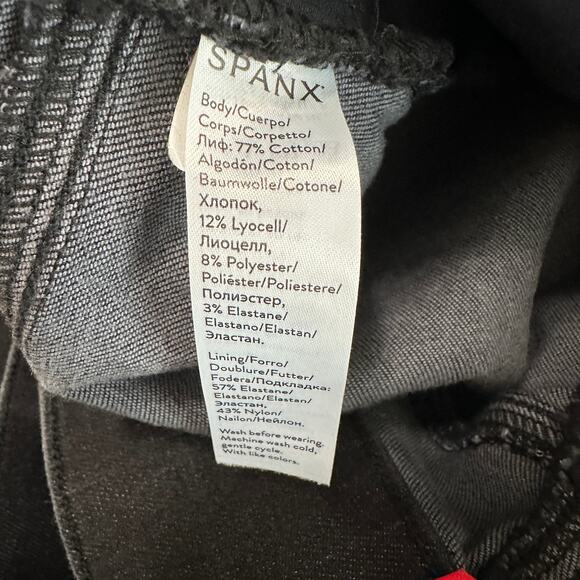 SPANX
Body/Cuerpo/
Corps/Corpetto/
Лиф: 77% Cotton/
Algodón/Coton/
Baumwolle/Cotone/
Хлопок,
12% Lyocell/
Лиоцелл,
8% Polyester/
Poliéster/Poliestere/
Полиэстер,
3% Elastane/
Elastano/Elastan/
Эластан.
Lining/Forro/
Doublure/Futter/
Fodera/Подкладка:
57% Elastane/
Elastano/Elastan/
Эластан,
43% Nylon/
Nailon/Нейлон.
Wash before wearing.
Machine wash cold,
gentle cycle.
With like colors.